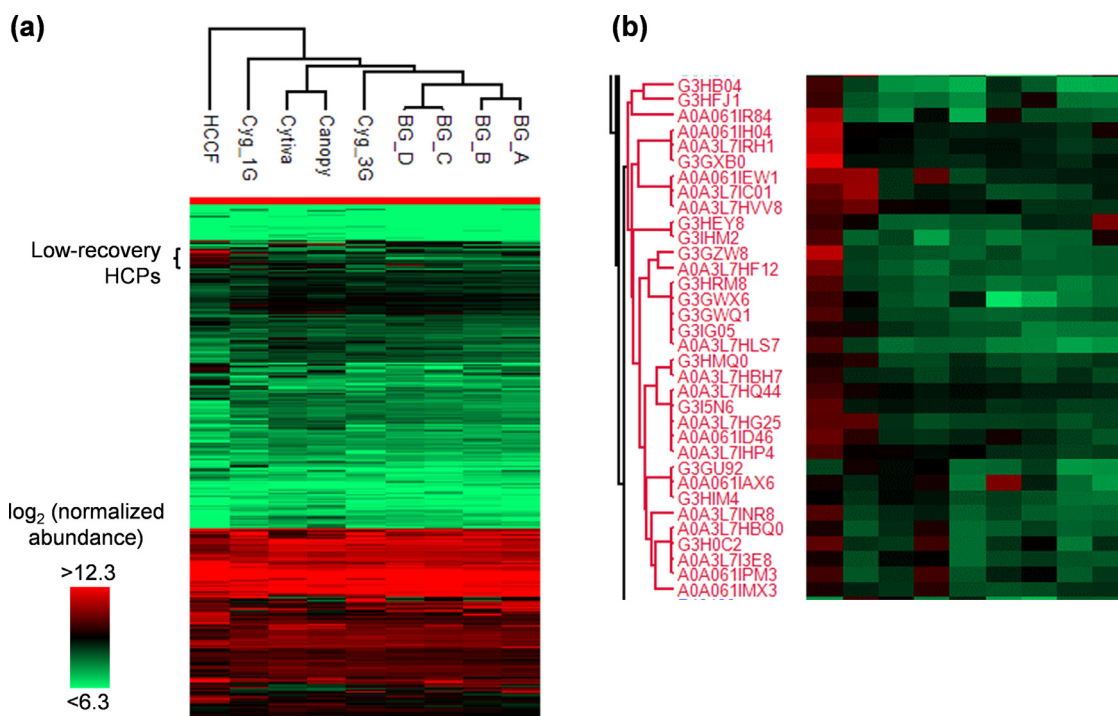 (a)
HCCF
Cyg_1G
Cytiva
Canopy
Cyg_3G
BG_D
BG_C
BG_B
BG_A
Low-recovery
HCPs
log₂ (normalized
abundance)
>12.3
<6.3
(b)
G3HB04
G3HFJ1
A0A061IR84
A0A061IH04
A0A3L7IRH1
G3GXB0
A0A061IEW1
A0A3L7IC01
A0A3L7HVV8
G3HEY8
G3IHM2
G3GZW8
A0A3L7HF12
G3HRM8
G3GWX6
G3GWQ1
G3IG05
A0A3L7HLS7
G3HMQ0
A0A3L7HBH7
A0A3L7HQ44
G3I5N6
A0A3L7HG25
A0A061ID46
A0A3L7IHP4
G3GU92
A0A061IAX6
G3HIM4
A0A3L7INR8
A0A3L7HBQ0
G3H0C2
A0A3L7I3E8
A0A061IPM3
A0A061IMX3